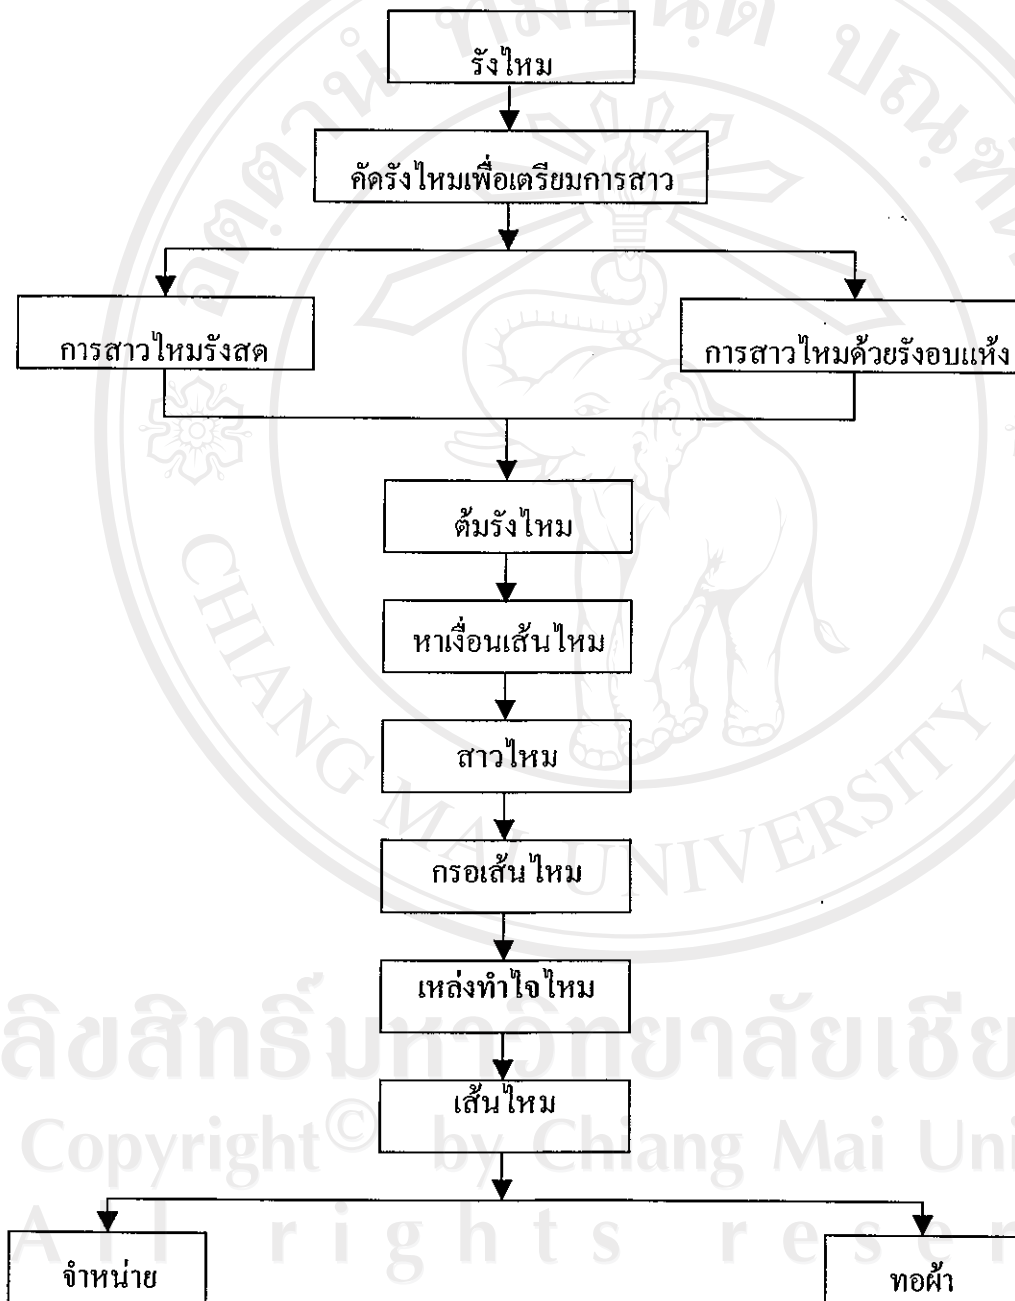 รังไหม
คัดรังไหมเพื่อเตรียมการสาว
การสาวไหมรังสด
การสาวไหมด้วยรังอบแห้ง
ต้มรังไหม
หาเงื่อนเส้นไหม
สาวไหม
กรอเส้นไหม
เหล่งทำใจไหม
เส้นไหม
จำหน่าย
ทอผ้า
CHIANG MAI UNIVERSITY
ลิขสิทธิ์มหาวิทยาลัยเชีย
Copyright© by Chiang Mai Uni
All rights reser